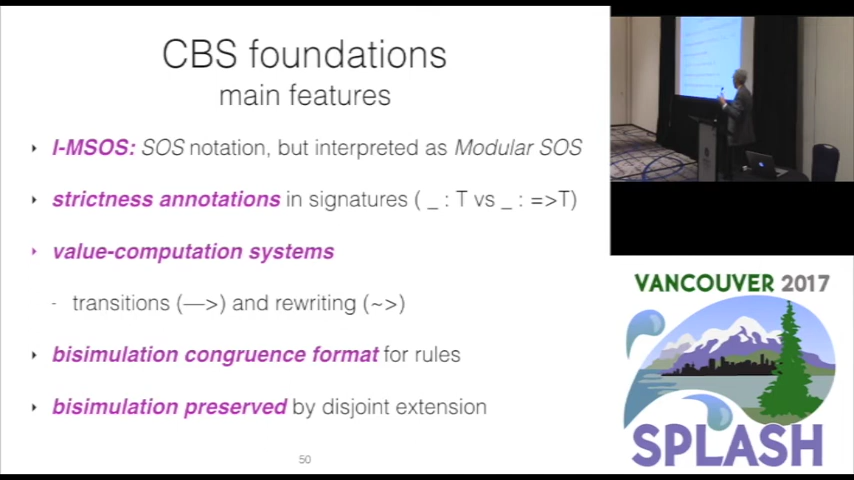 CBS foundations
main features
I-MSOS: SOS notation, but interpreted as Modular SOS
strictness annotations in signatures ( _ : T vs _ : =>T)
value-computation systems
- transitions (—>) and rewriting (~>)
bisimulation congruence format for rules
bisimulation preserved by disjoint extension
50
VANCOUVER 2017
SPLASH